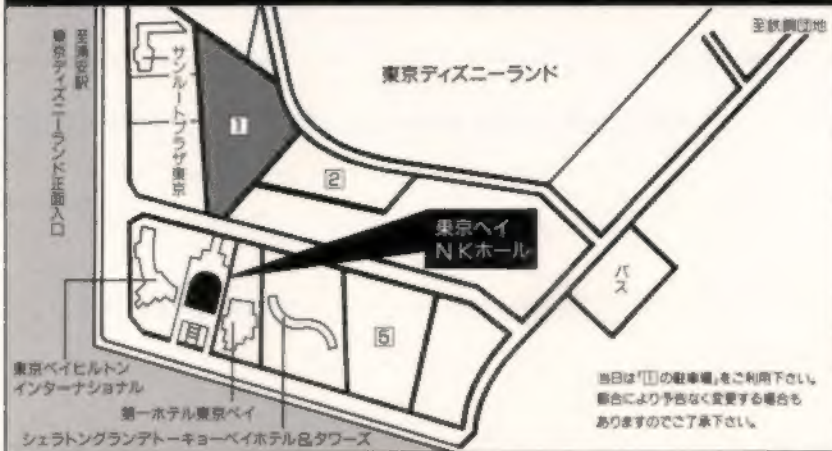 至浦安駅
東京ディズニーランド正面入口
サンルートプラザ東京
1
2
東京ディズニーランド
至鉄鋼団地
東京ベイ
NKホール
バス
5
東京ベイヒルトン
インターナショナル
第一ホテル東京ベイ
シェラトングランデトーキョーベイホテル&タワーズ
当日は「1の駐車場」をご利用下さい。
都合により予告なく変更する場合も
ありますのでご了承下さい。